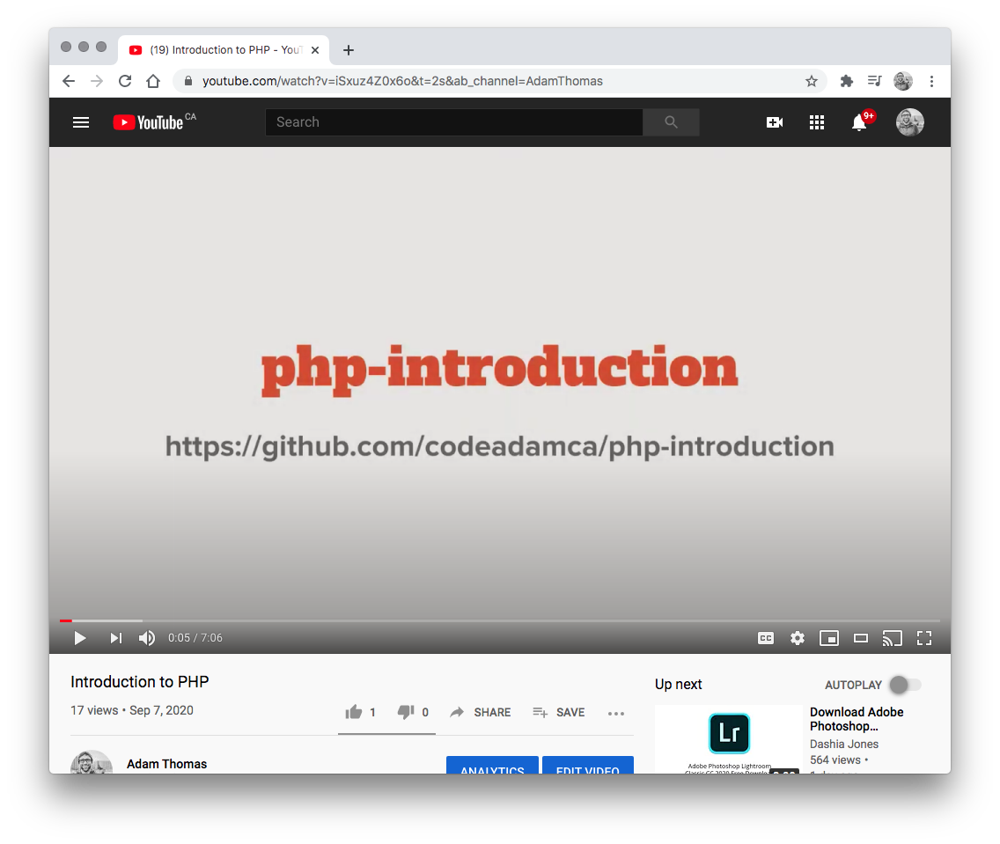 (19) Introduction to PHP - YouT
youtube.com/watch?v=iSxuz4Z0x6o&t=2s&ab_channel=AdamThomas
YouTube CA
Search
9+
php-introduction
https://github.com/codeadamca/php-introduction
0:05 / 7:06
CC
Introduction to PHP
17 views • Sep 7, 2020
1
0
SHARE
SAVE
Adam Thomas
ANALYTICS
EDIT VIDEO
Up next
AUTOPLAY
Lr
Adobe Photoshop Lightroom
Classic CC 2020 Free Downloa
Download Adobe
Photoshop...
Dashia Jones
564 views •